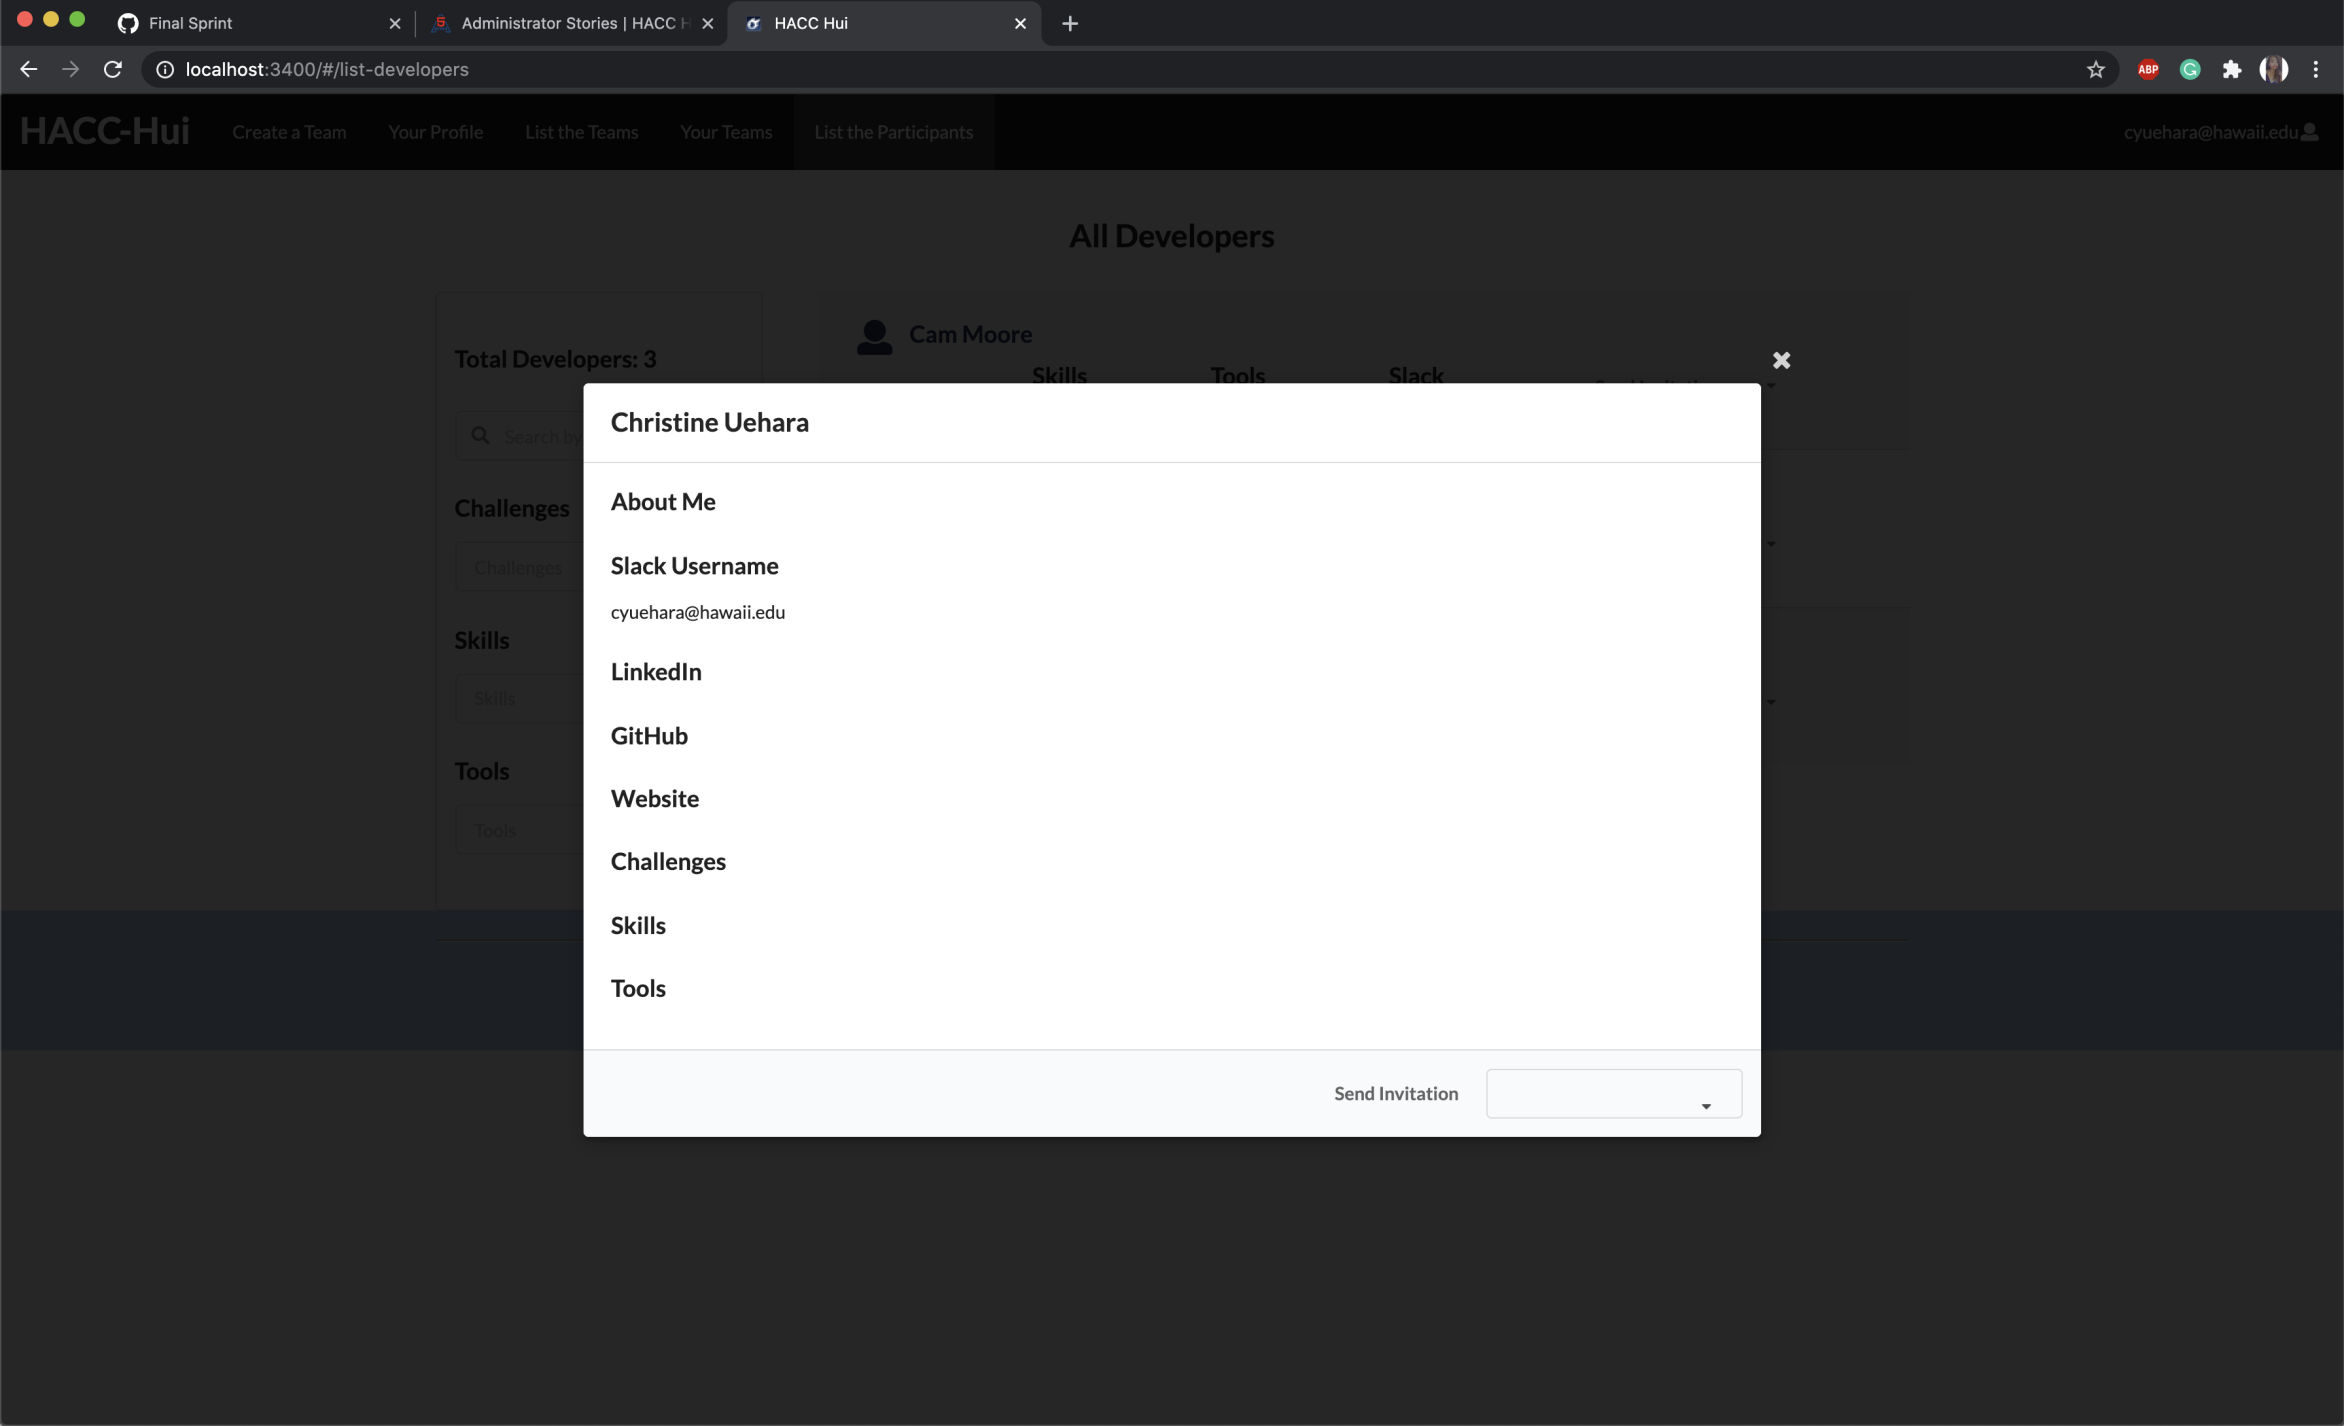 Final Sprint
Administrator Stories | HACC H
HACC Hui
localhost:3400/#/list-developers
ABP
HACC-Hui
Create a Team
Your Profile
List the Teams
Your Teams
List the Participants
cyuehara@hawaii.edu
All Developers
Total Developers: 3
Search by
Challenges
Challenges
Skills
Skills
Tools
Tools
Cam Moore
Skills
Tools
Slack
Christine Uehara
About Me
Slack Username
cyuehara@hawaii.edu
LinkedIn
GitHub
Website
Challenges
Skills
Tools
Send Invitation